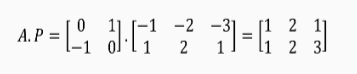 A.P = [0 1; -1 0].[-1 -2 -3; 1 2 1] = [1 2 1; 1 2 3]